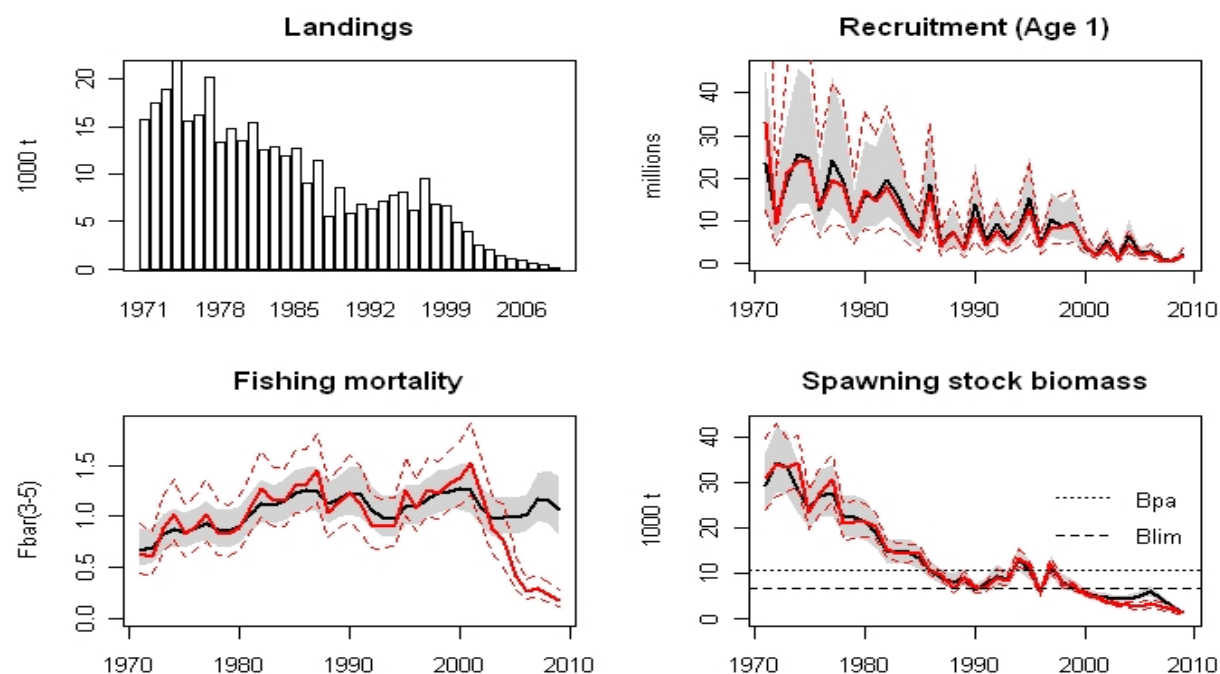 Landings
1000 t
20
15
10
5
0
1971 1978 1985 1992 1999 2006
Recruitment (Age 1)
millions
40
30
20
10
0
1970 1980 1990 2000 2010
Fishing mortality
Fbar(3-5)
1.5
1.0
0.5
0.0
1970 1980 1990 2000 2010
Spawning stock biomass
1000 t
40
30
20
10
0
Bpa
Blim
1970 1980 1990 2000 2010